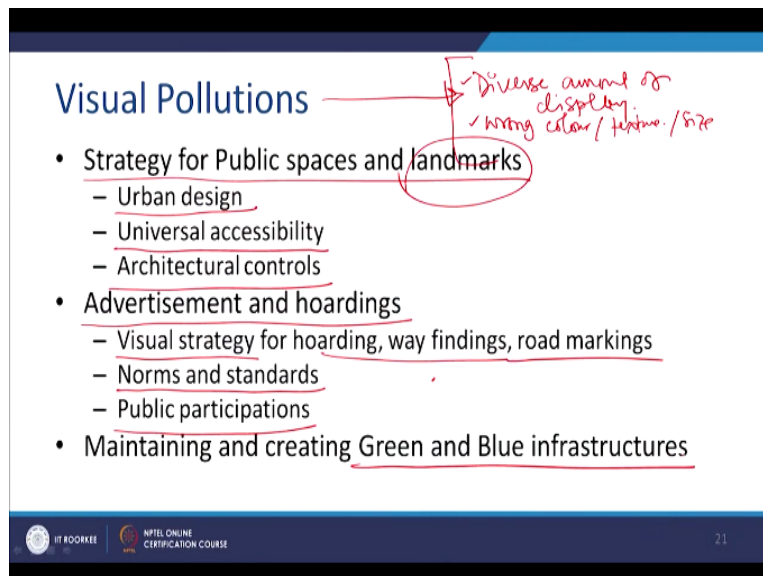 Visual Pollutions
✓ Diverse amount of
display.
✓ wrong colour / texture. / Size
• Strategy for Public spaces and landmarks
– Urban design
– Universal accessibility
– Architectural controls
• Advertisement and hoardings
– Visual strategy for hoarding, way findings, road markings
– Norms and standards
– Public participations
• Maintaining and creating Green and Blue infrastructures
IIT ROORKEE
NPTEL ONLINE
CERTIFICATION COURSE
21